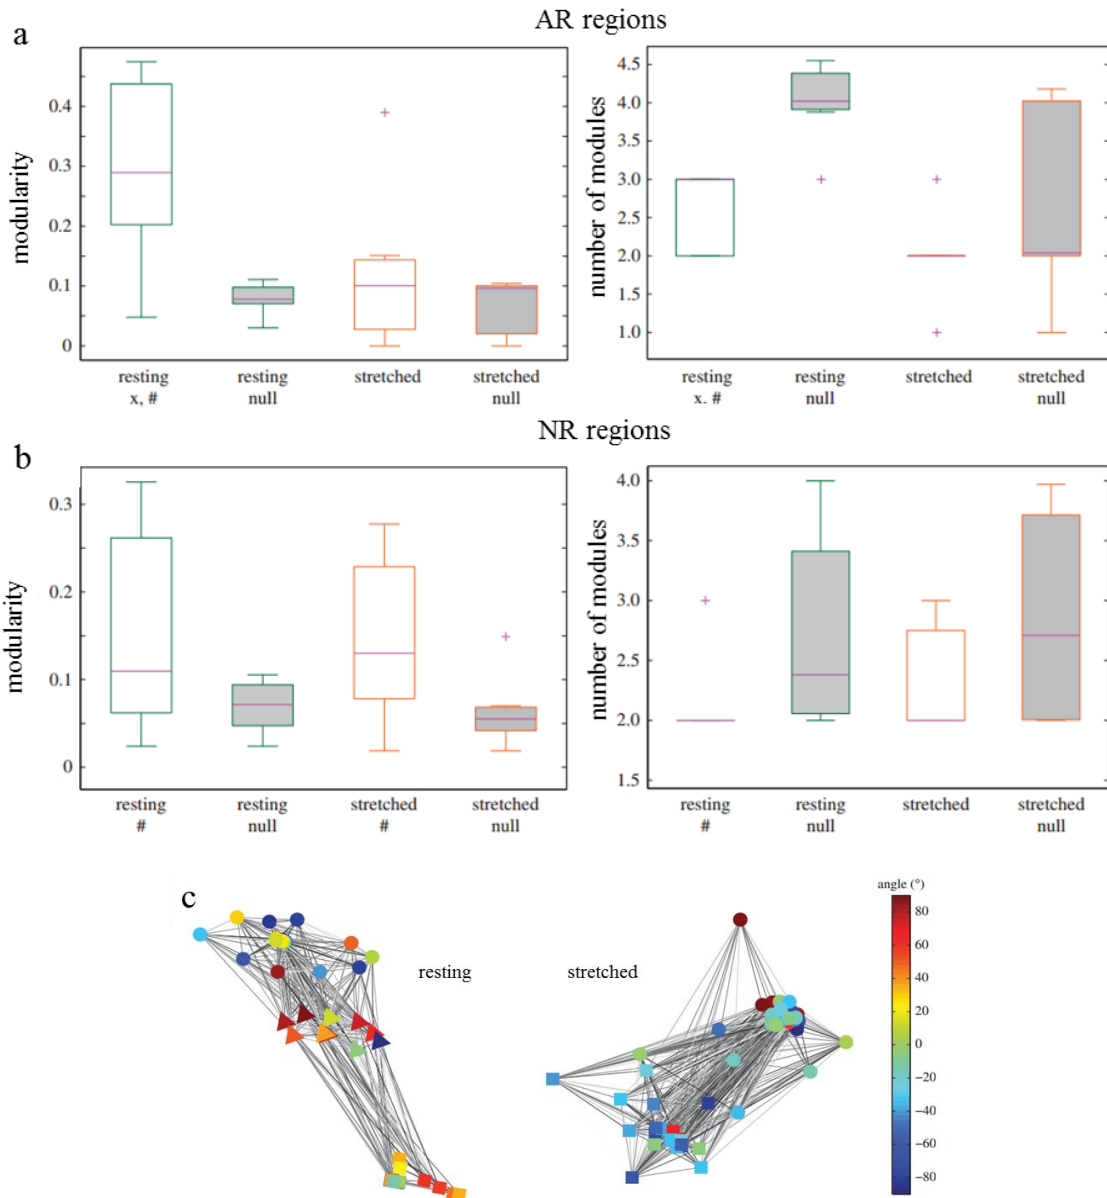 a
AR regions
modularity
0.4
0.3
0.2
0.1
0
resting
x, #
resting
null
stretched
stretched
null
number of modules
4.5
4.0
3.5
3.0
2.5
2.0
1.5
1.0
resting
x. #
resting
null
stretched
stretched
null
b
NR regions
modularity
0.3
0.2
0.1
0
resting
#
resting
null
stretched
#
stretched
null
number of modules
4.0
3.5
3.0
2.5
2.0
1.5
resting
#
resting
null
stretched
stretched
null
c
resting
stretched
angle (°)
80
60
40
20
0
−20
−40
−60
−80